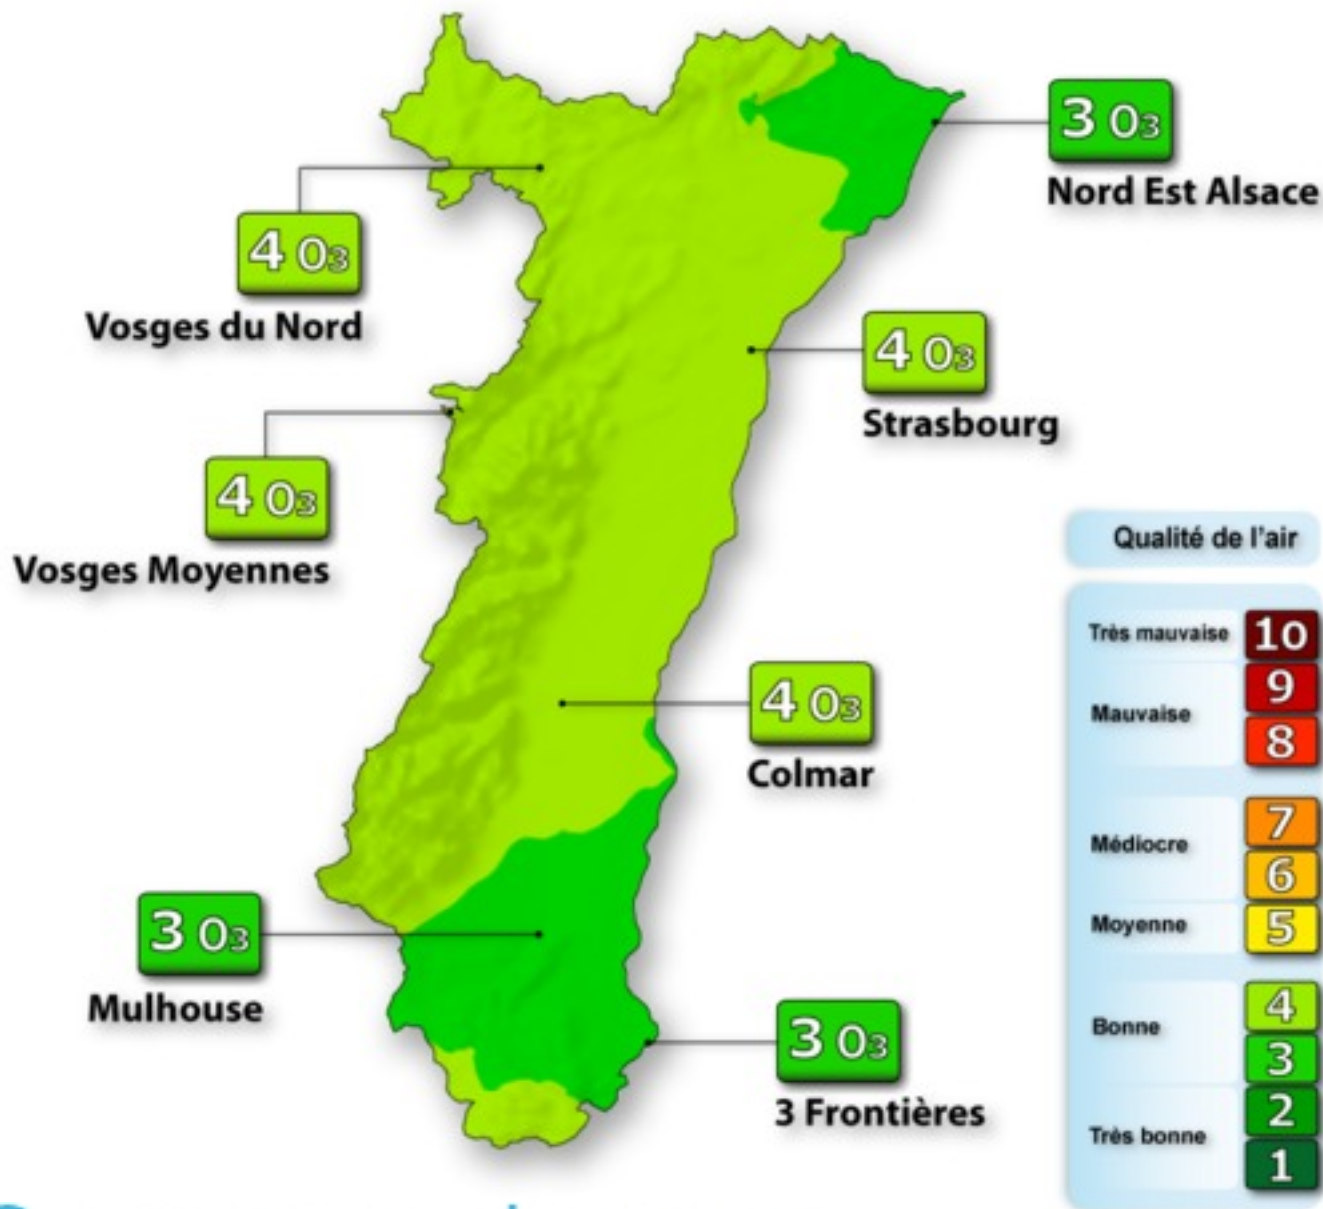 3 O3
Nord Est Alsace
4 O3
Vosges du Nord
4 O3
Strasbourg
4 O3
Vosges Moyennes
4 O3
Colmar
3 O3
Mulhouse
3 O3
3 Frontières
Qualité de l'air
Très mauvaise 10
Mauvaise 9
8
Médiocre 7
6
Moyenne 5
Bonne 4
3
Très bonne 2
1